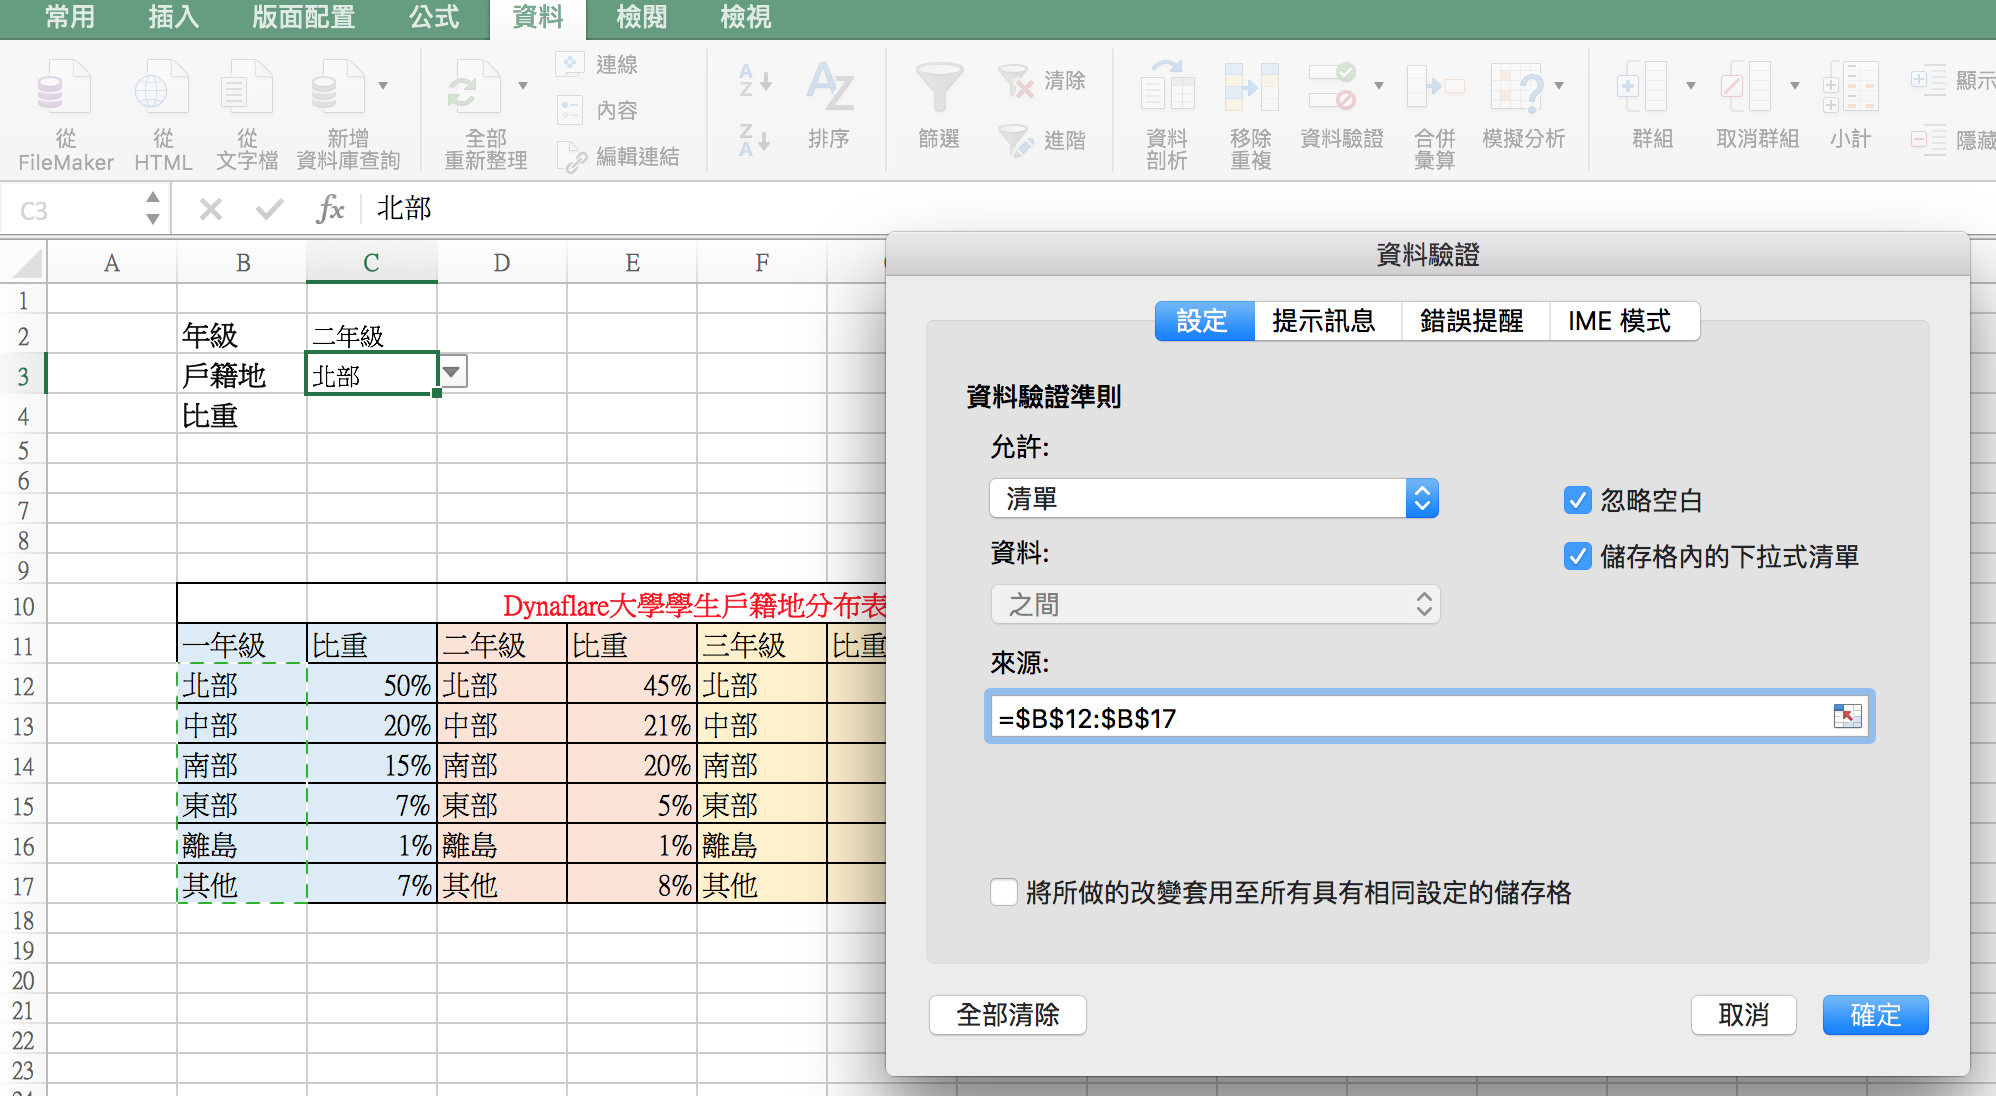 常用 插入 版面配置 公式 資料 檢閱 檢視
從 FileMaker 從 HTML 從 文字檔 新增 資料庫查詢 全部 重新整理 連線 內容 編輯連結 排序 篩選 清除 進階 資料 剖析 移除 重複 資料驗證 合併 彙算 模擬分析 群組 取消群組 小計 顯示 隱藏
C3 fx 北部
A B C D E F
1
2 年級 二年級
3 戶籍地 北部
4 比重
5
6
7
8
9
10 Dynaflare大學學生戶籍地分布表
11 一年級 比重 二年級 比重 三年級 比重
12 北部 50% 北部 45% 北部
13 中部 20% 中部 21% 中部
14 南部 15% 南部 20% 南部
15 東部 7% 東部 5% 東部
16 離島 1% 離島 1% 離島
17 其他 7% 其他 8% 其他
18
19
20
21
22
23
資料驗證
設定 提示訊息 錯誤提醒 IME 模式
資料驗證準則
允許:
清單 忽略空白
資料: 儲存格內的下拉式清單
之間
來源:
=$B$12:$B$17
將所做的改變套用至所有具有相同設定的儲存格
全部清除 取消 確定